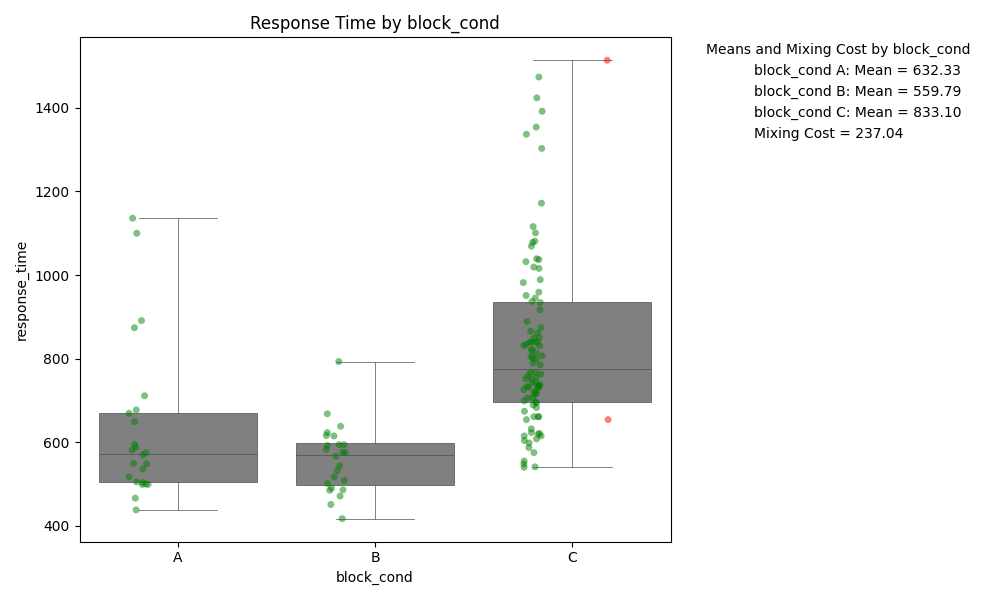 Response Time by block_cond
Means and Mixing Cost by block_cond
block_cond A: Mean = 632.33
block_cond B: Mean = 559.79
block_cond C: Mean = 833.10
Mixing Cost = 237.04
response_time
1400
1200
1000
800
600
400
A
B
C
block_cond